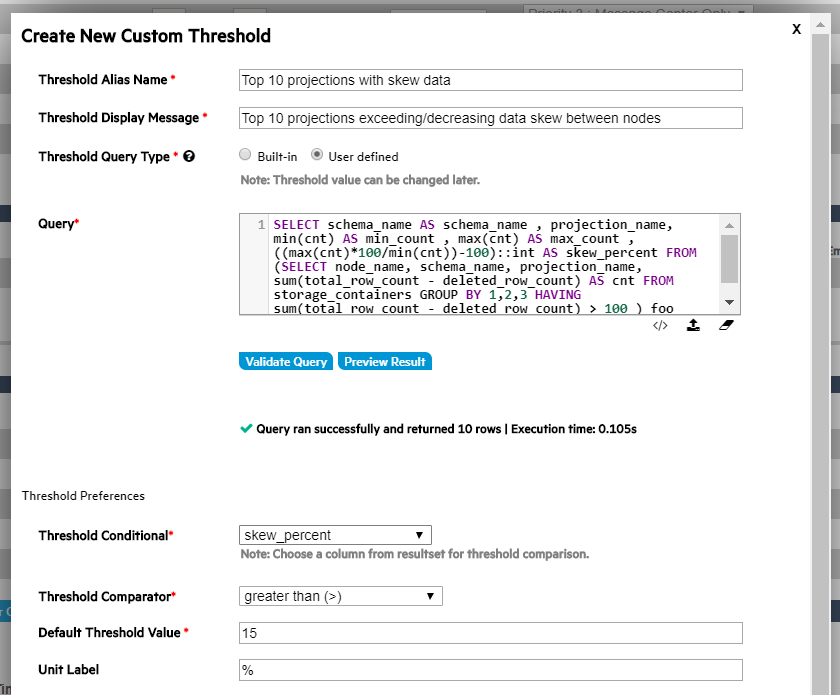 Priority 3 : Message Center Only
Create New Custom Threshold
X
Threshold Alias Name *
Top 10 projections with skew data
Threshold Display Message *
Top 10 projections exceeding/decreasing data skew between nodes
Threshold Query Type * ?
Built-in
User defined
Note: Threshold value can be changed later.
Query*
1
SELECT schema_name AS schema_name , projection_name,
min(cnt) AS min_count , max(cnt) AS max_count ,
((max(cnt)*100/min(cnt))-100)::int AS skew_percent FROM
(SELECT node_name, schema_name, projection_name,
sum(total_row_count - deleted_row_count) AS cnt FROM
storage_containers GROUP BY 1,2,3 HAVING
sum(total_row_count - deleted_row_count) > 100 ) foo
</>
Validate Query
Preview Result
Query ran successfully and returned 10 rows | Execution time: 0.105s
Threshold Preferences
Threshold Conditional*
skew_percent
Note: Choose a column from resultset for threshold comparison.
Threshold Comparator*
greater than (>)
Default Threshold Value *
15
Unit Label
%